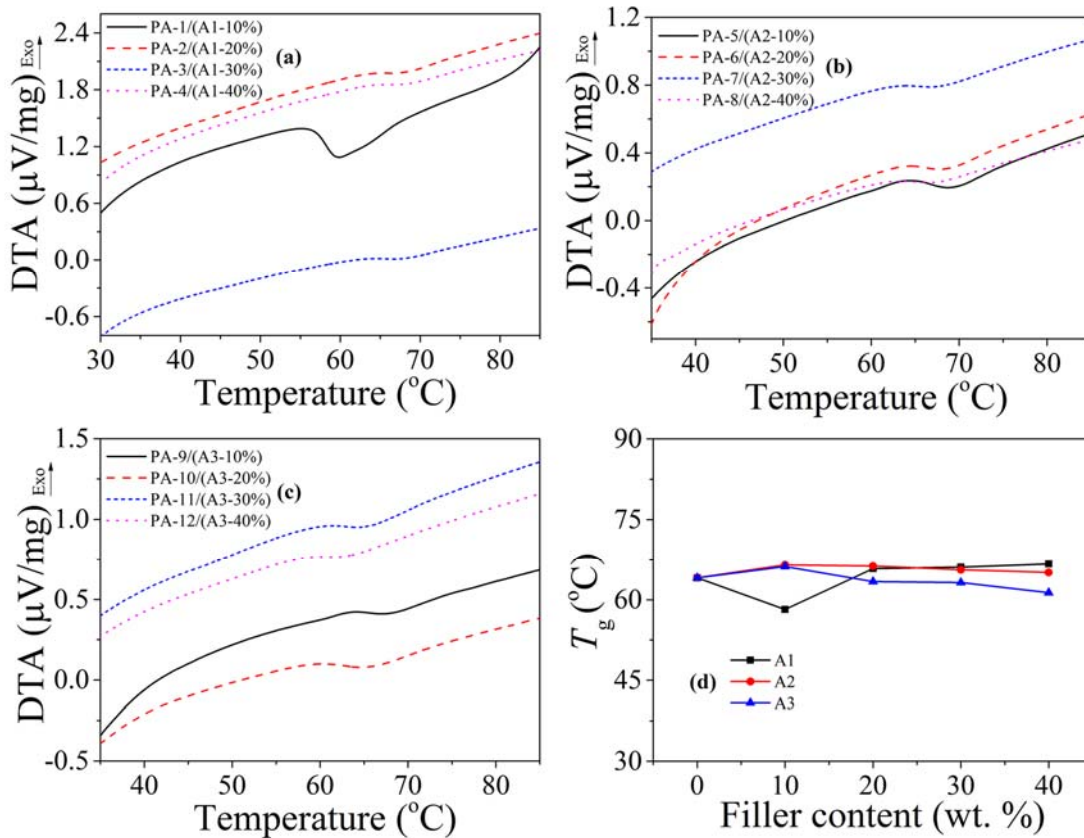 2.4
1.8
1.2
0.6
0.0
-0.6
DTA (μV/mg) Exo
PA-1/(A1-10%)
PA-2/(A1-20%)
PA-3/(A1-30%)
PA-4/(A1-40%)
(a)
30 40 50 60 70 80
Temperature (°C)
1.2
0.8
0.4
0.0
-0.4
DTA (μV/mg) Exo
PA-5/(A2-10%)
PA-6/(A2-20%)
PA-7/(A2-30%)
PA-8/(A2-40%)
(b)
40 50 60 70 80
Temperature (°C)
1.5
1.0
0.5
0.0
-0.5
DTA (μV/mg) Exo
PA-9/(A3-10%)
PA-10/(A3-20%)
PA-11/(A3-30%)
PA-12/(A3-40%)
(c)
40 50 60 70 80
Temperature (°C)
90
75
60
45
30
Tg (°C)
(d)
A1
A2
A3
0 10 20 30 40
Filler content (wt. %)